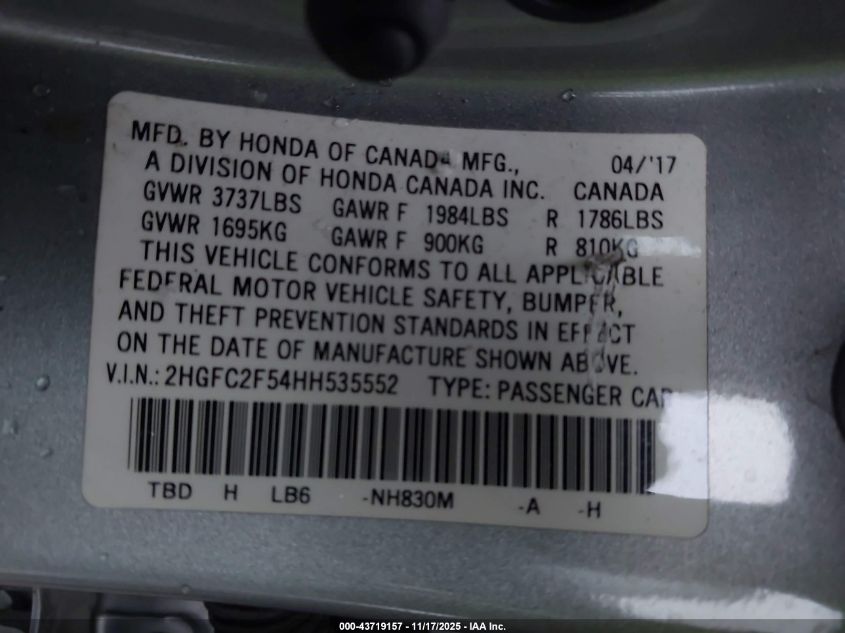 MFD. BY HONDA OF CANADA MFG., 04/'17
A DIVISION OF HONDA CANADA INC. CANADA
GVWR 3737LBS GAWR F 1984LBS R 1786LBS
GVWR 1695KG GAWR F 900KG R 810KG
THIS VEHICLE CONFORMS TO ALL APPLICABLE
FEDERAL MOTOR VEHICLE SAFETY, BUMPER,
AND THEFT PREVENTION STANDARDS IN EFFECT
ON THE DATE OF MANUFACTURE SHOWN ABOVE.
V.I.N.: 2HGFC2F54HH535552 TYPE: PASSENGER CAR
TBD H LB6 -NH830M -A -H
000-43719157 - 11/17/2025 - IAA Inc.